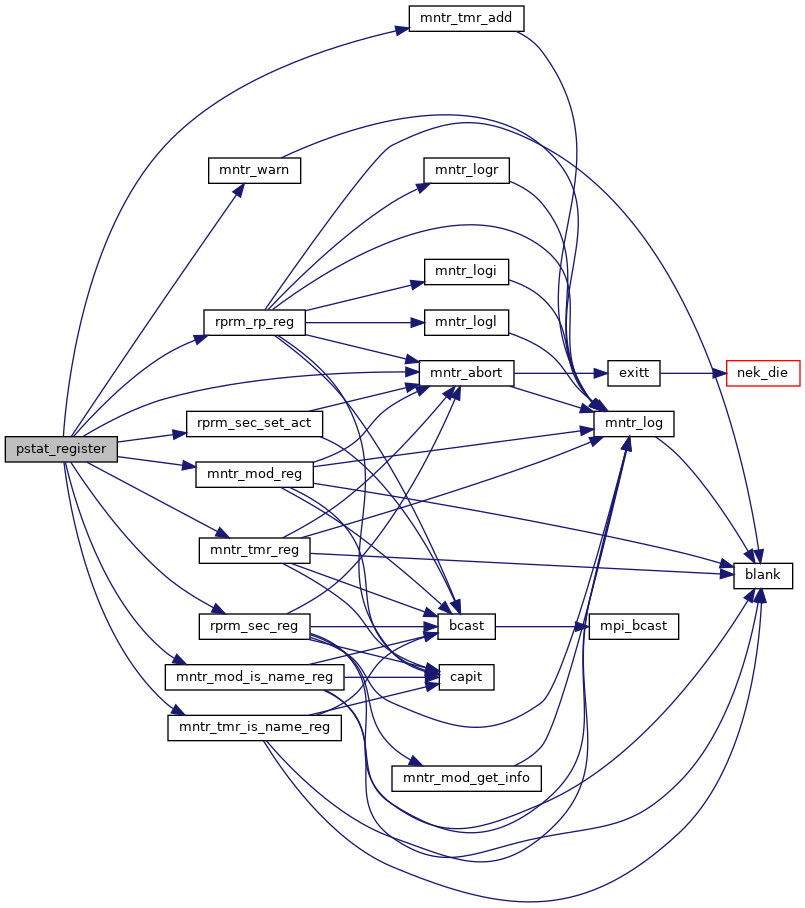 mntr_tmr_add
mntr_warn
mntr_logr
mntr_logi
rprm_rp_reg
mntr_logl
mntr_abort
exitt
nek_die
rprm_sec_set_act
mntr_log
pstat_register
mntr_mod_reg
mntr_tmr_reg
blank
rprm_sec_reg
bcast
mpi_bcast
mntr_mod_is_name_reg
capit
mntr_tmr_is_name_reg
mntr_mod_get_info